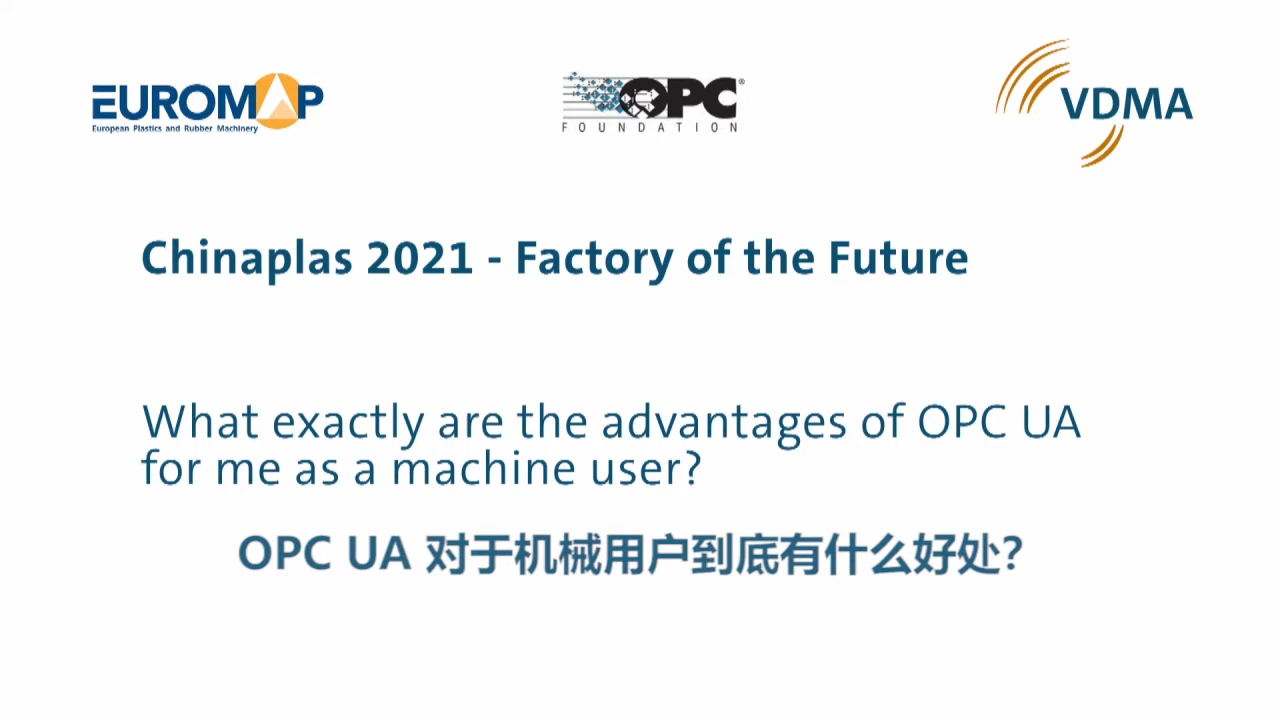 EUROMAP
European Plastics and Rubber Machinery
OPC®
FOUNDATION
VDMA
Chinaplas 2021 - Factory of the Future
What exactly are the advantages of OPC UA
for me as a machine user?
OPC UA 对于机械用户到底有什么好处?